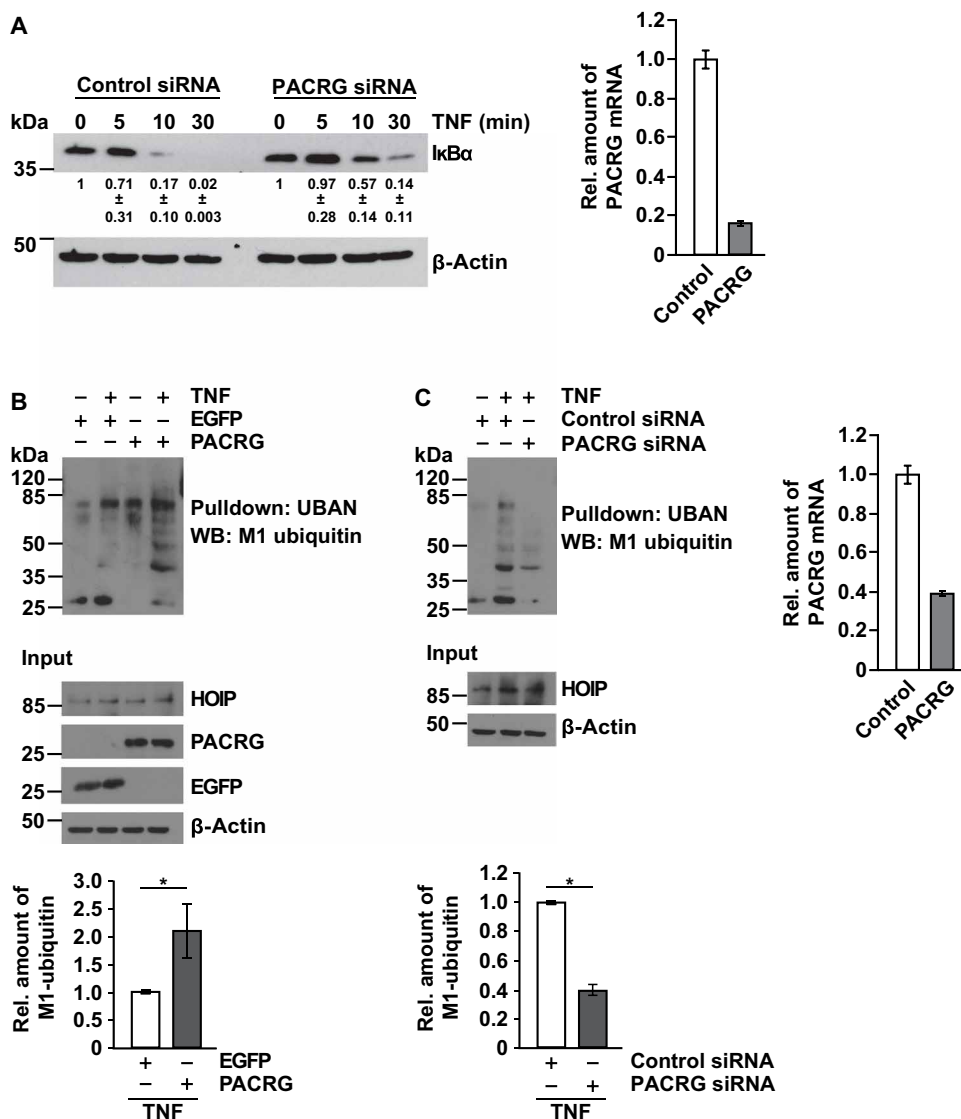 A
Control siRNA PACRG siRNA
kDa 0 5 10 30 0 5 10 30 TNF (min)
IκBα
35
1 0.71 0.17 0.02 1 0.97 0.57 0.14
± ± ± ± ± ±
0.31 0.10 0.003 0.28 0.14 0.11
50
β-Actin
Rel. amount of
PACRG mRNA
1.2
1.0
0.8
0.6
0.4
0.2
0
Control
PACRG
B
− + − + TNF
+ + − − EGFP
− − + + PACRG
kDa
120
85
50
35
25
Pulldown: UBAN
WB: M1 ubiquitin
Input
85 HOIP
25 PACRG
25 EGFP
50
β-Actin
Rel. amount of
M1-ubiquitin
3.0
2.5
2.0
1.5
1.0
0.5
0
+ − EGFP
− + PACRG
TNF
C
− + + TNF
+ + − Control siRNA
− − + PACRG siRNA
kDa
120
85
50
35
25
Pulldown: UBAN
WB: M1 ubiquitin
Input
85 HOIP
50 β-Actin
Rel. amount of
PACRG mRNA
1.2
1.0
0.8
0.6
0.4
0.2
0
Control
PACRG
Rel. amount of
M1-ubiquitin
1.2
1.0
0.8
0.6
0.4
0.2
0
*
*
+ − Control siRNA
− + PACRG siRNA
TNF